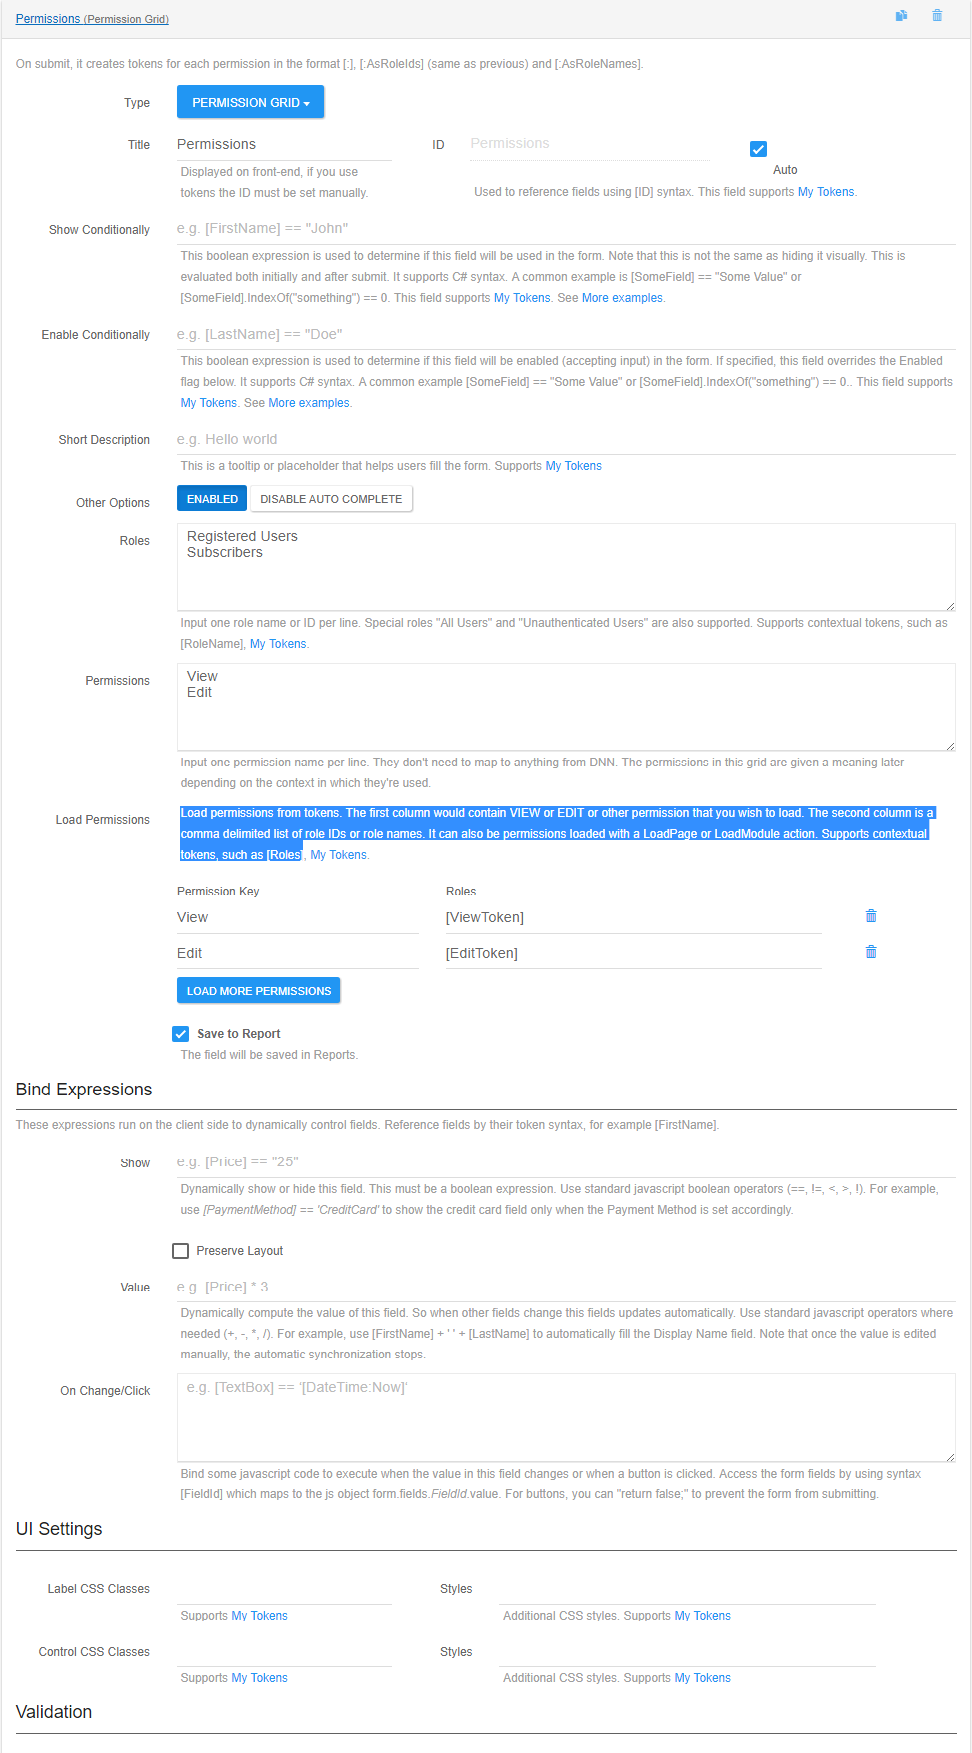 Permissions (Permission Grid)
On submit, it creates tokens for each permission in the format [:], [:AsRoleIds] (same as previous) and [:AsRoleNames].
Type
PERMISSION GRID
Title
Permissions
ID
Permissions
Auto
Displayed on front-end, if you use
tokens the ID must be set manually.
Used to reference fields using [ID] syntax. This field supports My Tokens.
Show Conditionally
e.g. [FirstName] == "John"
This boolean expression is used to determine if this field will be used in the form. Note that this is not the same as hiding it visually. This is
evaluated both initially and after submit. It supports C# syntax. A common example is [SomeField] == "Some Value" or
[SomeField].IndexOf("something") == 0. This field supports My Tokens. See More examples.
Enable Conditionally
e.g. [LastName] == "Doe"
This boolean expression is used to determine if this field will be enabled (accepting input) in the form. If specified, this field overrides the Enabled
flag below. It supports C# syntax. A common example [SomeField] == "Some Value" or [SomeField].IndexOf("something") == 0.. This field supports
My Tokens. See More examples.
Short Description
e.g. Hello world
This is a tooltip or placeholder that helps users fill the form. Supports My Tokens
Other Options
ENABLED
DISABLE AUTO COMPLETE
Roles
Registered Users
Subscribers
Input one role name or ID per line. Special roles "All Users" and "Unauthenticated Users" are also supported. Supports contextual tokens, such as
[RoleName], My Tokens.
Permissions
View
Edit
Input one permission name per line. They don't need to map to anything from DNN. The permissions in this grid are given a meaning later
depending on the context in which they're used.
Load Permissions
Load permissions from tokens. The first column would contain VIEW or EDIT or other permission that you wish to load. The second column is a
comma delimited list of role IDs or role names. It can also be permissions loaded with a LoadPage or LoadModule action. Supports contextual
tokens, such as [Roles], My Tokens.
Permission Key
Roles
View
[ViewToken]
Edit
[EditToken]
LOAD MORE PERMISSIONS
Save to Report
The field will be saved in Reports.
Bind Expressions
These expressions run on the client side to dynamically control fields. Reference fields by their token syntax, for example [FirstName].
Show
e.g. [Price] == "25"
Dynamically show or hide this field. This must be a boolean expression. Use standard javascript boolean operators (==, !=, <, >, !). For example,
use [PaymentMethod] == 'CreditCard' to show the credit card field only when the Payment Method is set accordingly.
Preserve Layout
Value
e.g. [Price] * 3
Dynamically compute the value of this field. So when other fields change this fields updates automatically. Use standard javascript operators where
needed (+, -, *, /). For example, use [FirstName] + ' ' + [LastName] to automatically fill the Display Name field. Note that once the value is edited
manually, the automatic synchronization stops.
On Change/Click
e.g. [TextBox] == '[DateTime:Now]'
Bind some javascript code to execute when the value in this field changes or when a button is clicked. Access the form fields by using syntax
[FieldId] which maps to the js object form.fields.FieldId.value. For buttons, you can "return false;" to prevent the form from submitting.
UI Settings
Label CSS Classes
Styles
Supports My Tokens
Additional CSS styles. Supports My Tokens
Control CSS Classes
Styles
Supports My Tokens
Additional CSS styles. Supports My Tokens
Validation